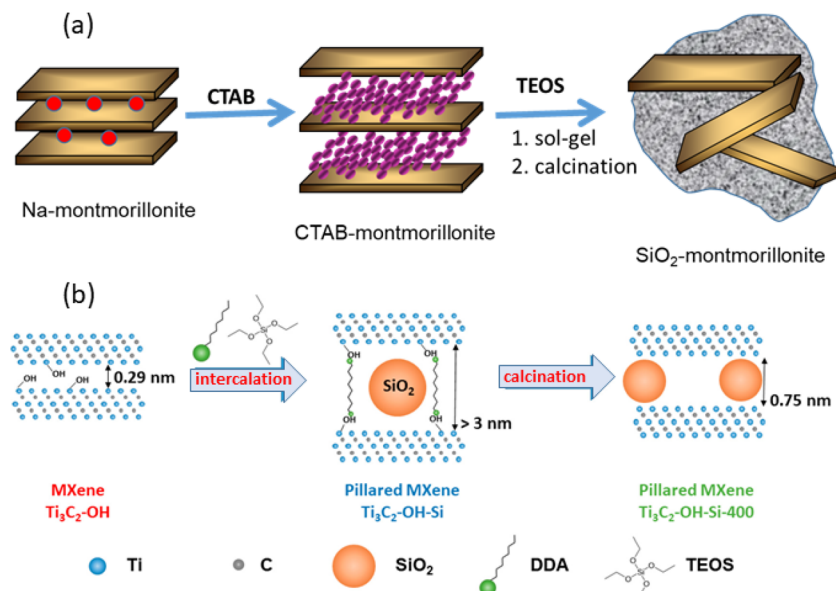 (a)
CTAB
TEOS
1. sol-gel
2. calcination
Na-montmorillonite
CTAB-montmorillonite
SiO₂-montmorillonite
(b)
OH
OH
OH
0.29 nm
Si
O
O
O
O
intercalation
OH
OH
SiO₂
OH
OH
> 3 nm
calcination
0.75 nm
MXene
Ti₃C₂-OH
Pillared MXene
Ti₃C₂-OH-Si
Pillared MXene
Ti₃C₂-OH-Si-400
Ti
C
SiO₂
DDA
O
O
Si
O
O
TEOS